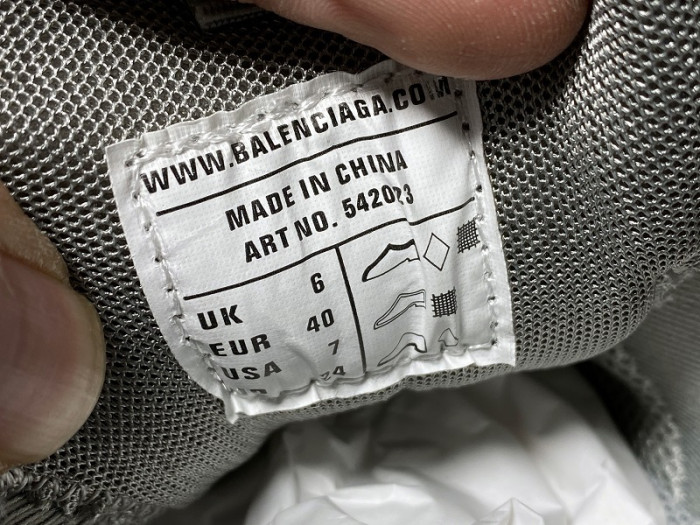 WWW.BALENCIAGA.COM
MADE IN CHINA
ART NO. 542023
UK 6
EUR 40
USA 7